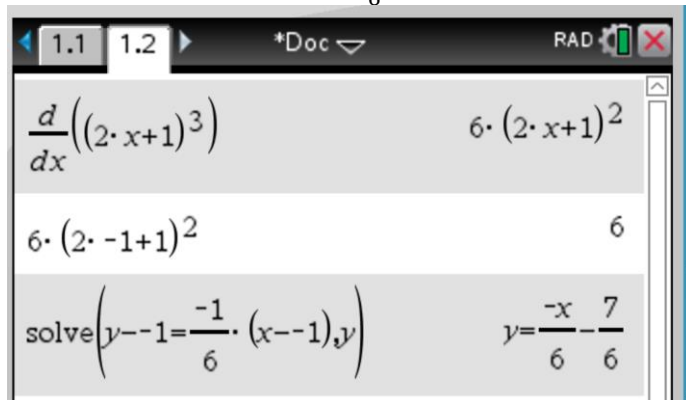 1.1 1.2 *Doc RAD
d/dx((2·x+1)^3) 6·(2·x+1)^2
6·(2·-1+1)^2 6
solve(y--1=-1/6·(x--1),y) y=-x/6-7/6